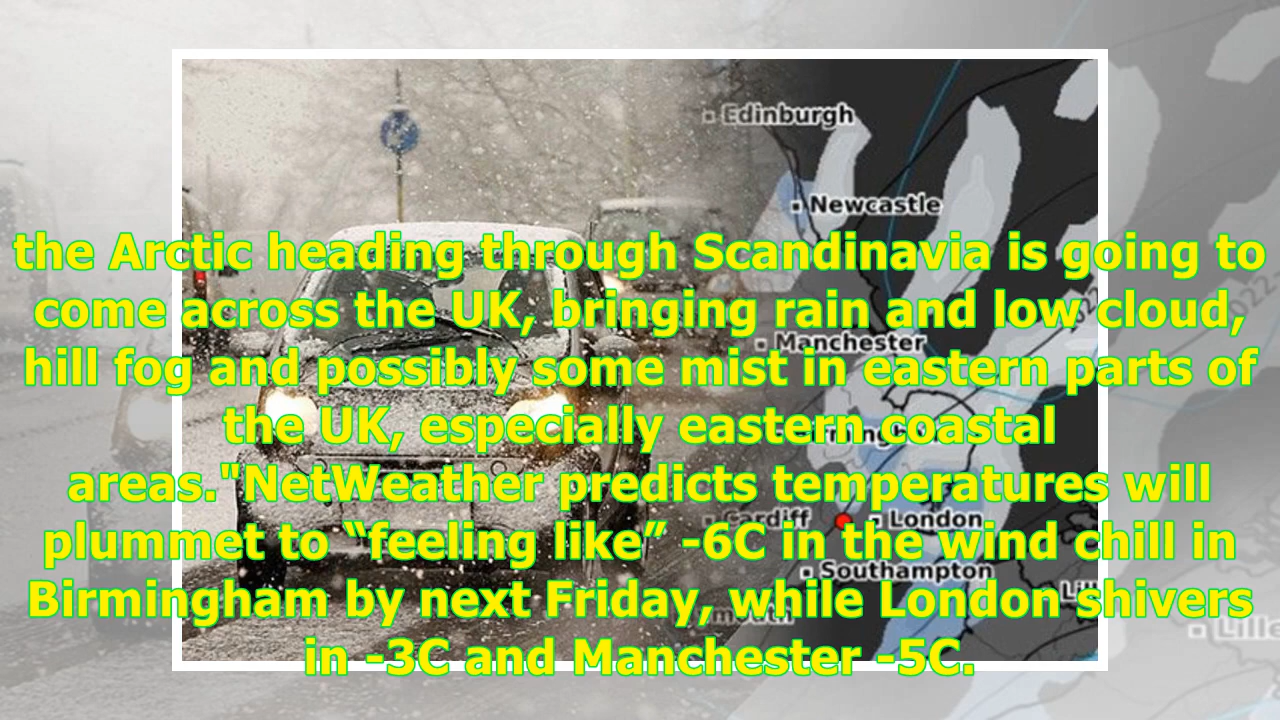 Edinburgh
Newcastle
the Arctic heading through Scandinavia is going to
come across the UK, bringing rain and low cloud,
Manchester
hill fog and possibly some mist in eastern parts of
the UK, especially eastern coastal
areas."NetWeather predicts temperatures will
Cardiff
London
plummet to “feeling like” -6C in the wind chill in
Southampton
Birmingham by next Friday, while London shivers
Lille
in -3C and Manchester -5C.